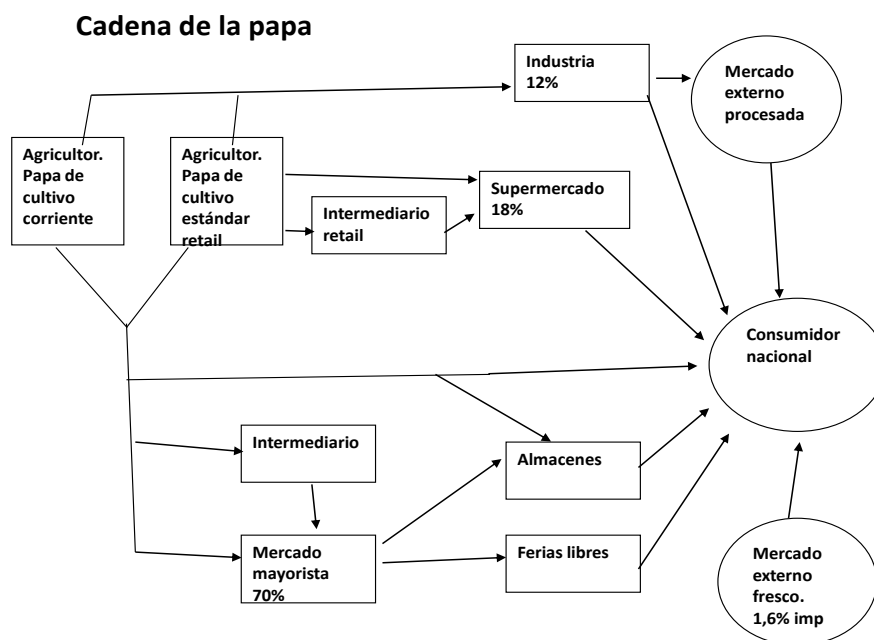 Cadena de la papa
Industria
12%
Mercado
externo
procesada
Agricultor.
Papa de
cultivo
corriente
Agricultor.
Papa de
cultivo
estándar
retail
Intermediario
retail
Supermercado
18%
Consumidor
nacional
Intermediario
Almacenes
Mercado
mayorista
70%
Ferias libres
Mercado
externo
fresco.
1,6% imp